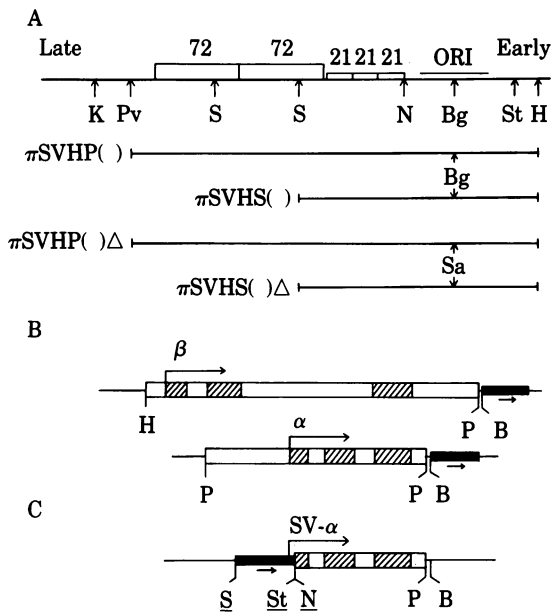 A
Late 72 72 21 21 21 ORI Early
K Pv S S N Bg St H
πSVHP( )
Bg
πSVHS( )
πSVHP( )△
Sa
πSVHS( )△
B
β
H P B
α
P P B
C
SV-α
S St N P B